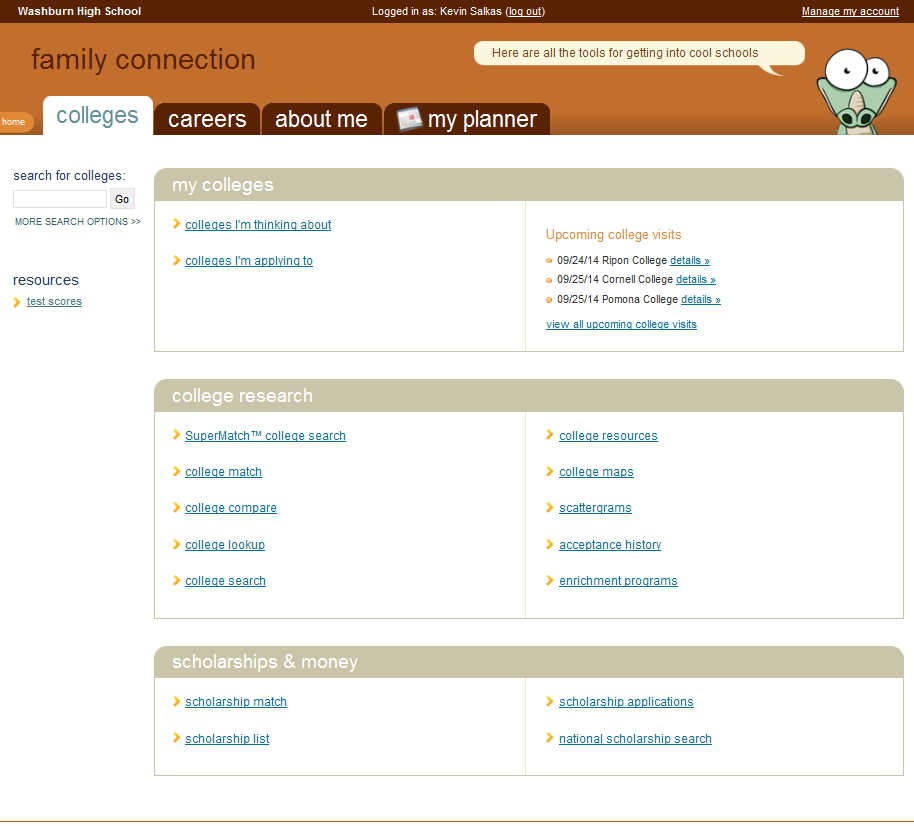 Washburn High School
Logged in as: Kevin Salkas (log out)
Manage my account
family connection
Here are all the tools for getting into cool schools
home
colleges
careers
about me
my planner
search for colleges:
Go
MORE SEARCH OPTIONS >>
resources
test scores
my colleges
colleges I'm thinking about
colleges I'm applying to
Upcoming college visits
09/24/14 Ripon College details »
09/25/14 Cornell College details »
09/25/14 Pomona College details »
view all upcoming college visits
college research
SuperMatch™ college search
college match
college compare
college lookup
college search
college resources
college maps
scattergrams
acceptance history
enrichment programs
scholarships & money
scholarship match
scholarship list
scholarship applications
national scholarship search